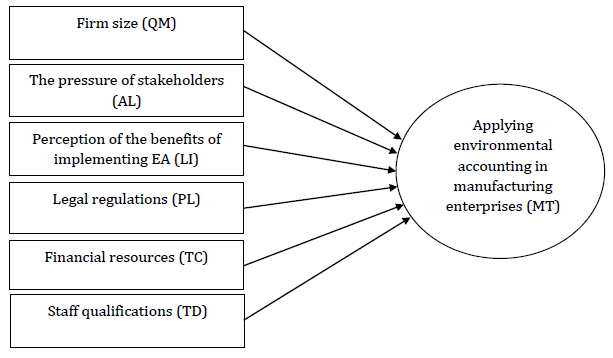 Firm size (QM)
The pressure of stakeholders
(AL)
Perception of the benefits of
implementing EA (LI)
Legal regulations (PL)
Financial resources (TC)
Staff qualifications (TD)
Applying
environmental
accounting in
manufacturing
enterprises (MT)